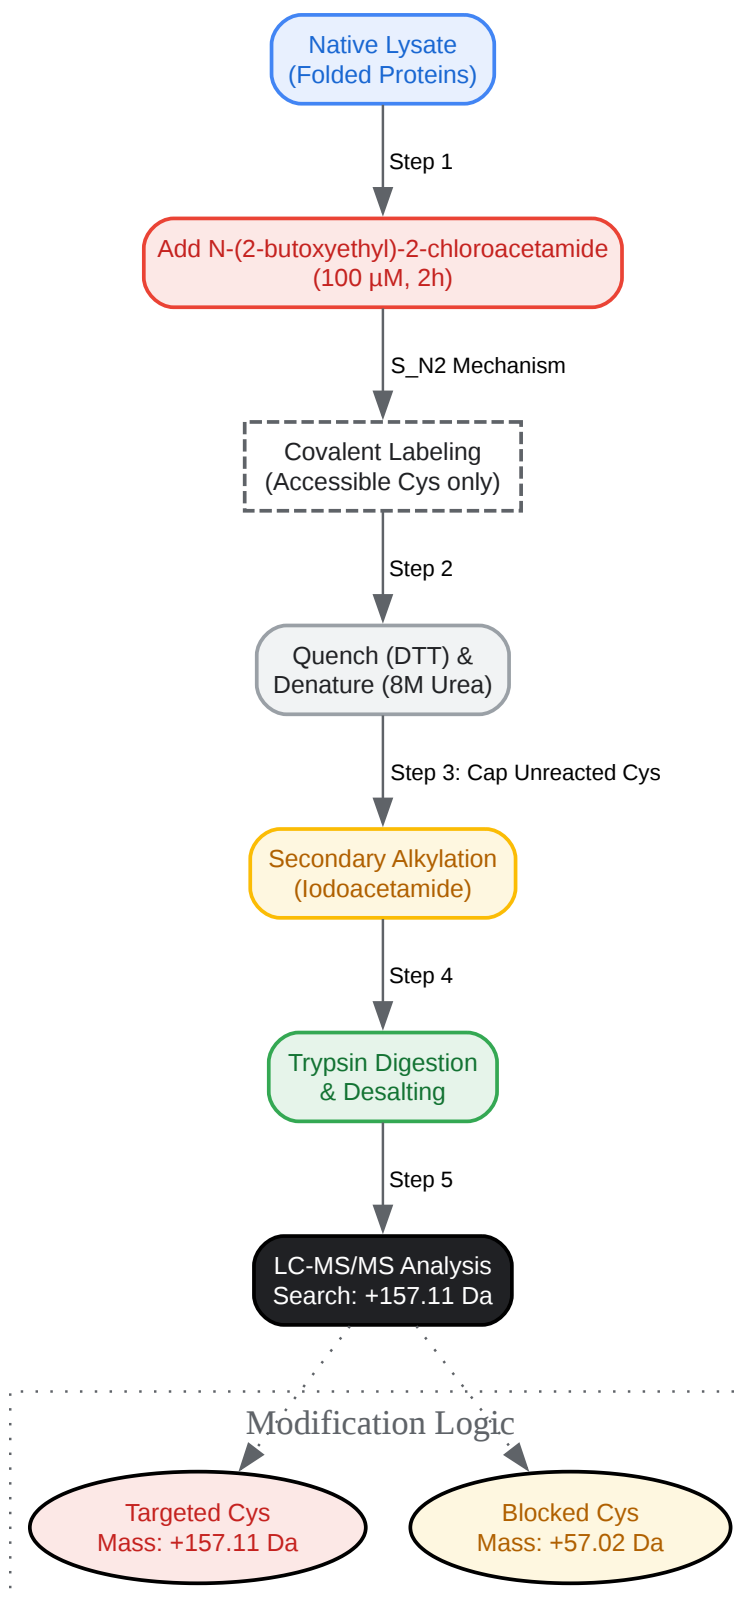 Native Lysate
(Folded Proteins)
Step 1
Add N-(2-butoxyethyl)-2-chloroacetamide
(100 µM, 2h)
S_N2 Mechanism
Covalent Labeling
(Accessible Cys only)
Step 2
Quench (DTT) &
Denature (8M Urea)
Step 3: Cap Unreacted Cys
Secondary Alkylation
(Iodoacetamide)
Step 4
Trypsin Digestion
& Desalting
Step 5
LC-MS/MS Analysis
Search: +157.11 Da
Modification Logic
Targeted Cys
Mass: +157.11 Da
Blocked Cys
Mass: +57.02 Da